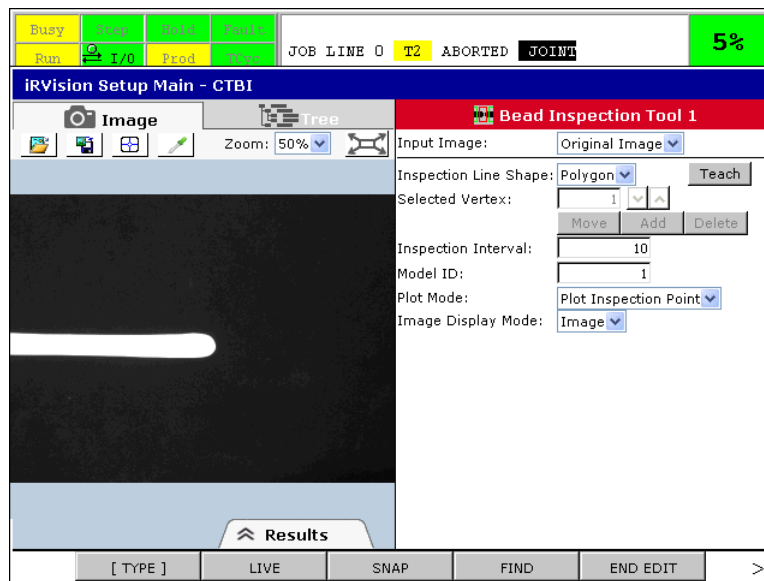 Busy Step Hold Fault
Run I/O Prod TCyc
JOB LINE 0 T2 ABORTED JOINT
5%
iRVision Setup Main - CTBI
Image Tree
Bead Inspection Tool 1
Zoom: 50%
Input Image: Original Image
Inspection Line Shape: Polygon Teach
Selected Vertex: 1
Move Add Delete
Inspection Interval: 10
Model ID: 1
Plot Mode: Plot Inspection Point
Image Display Mode: Image
Results
[ TYPE ] LIVE SNAP FIND END EDIT >